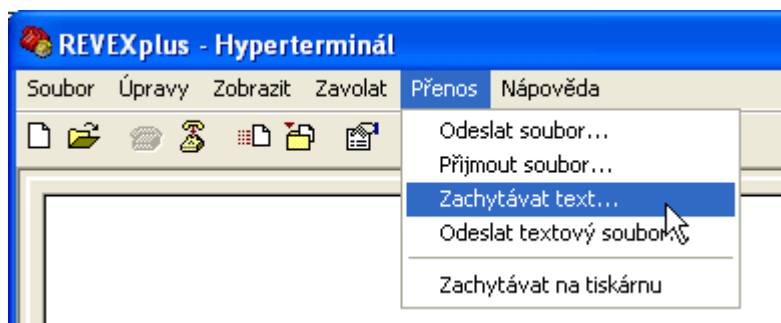 REVEXplus - Hyperterminál
Soubor Úpravy Zobrazit Zavolat Přenos Nápověda
Odeslat soubor...
Přijmout soubor...
Zachytávat text...
Odeslat textový soubor
Zachytávat na tiskárnu